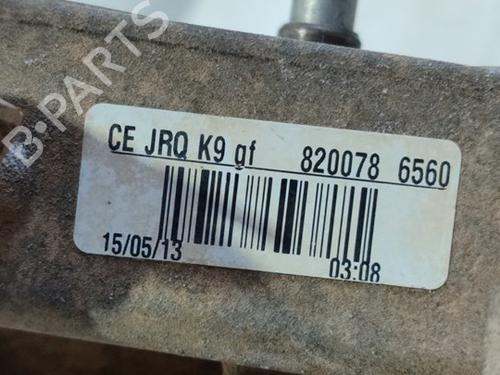 B-PARTS
CE JRQ K9 gf 820078 6560
15/05/13 03:08